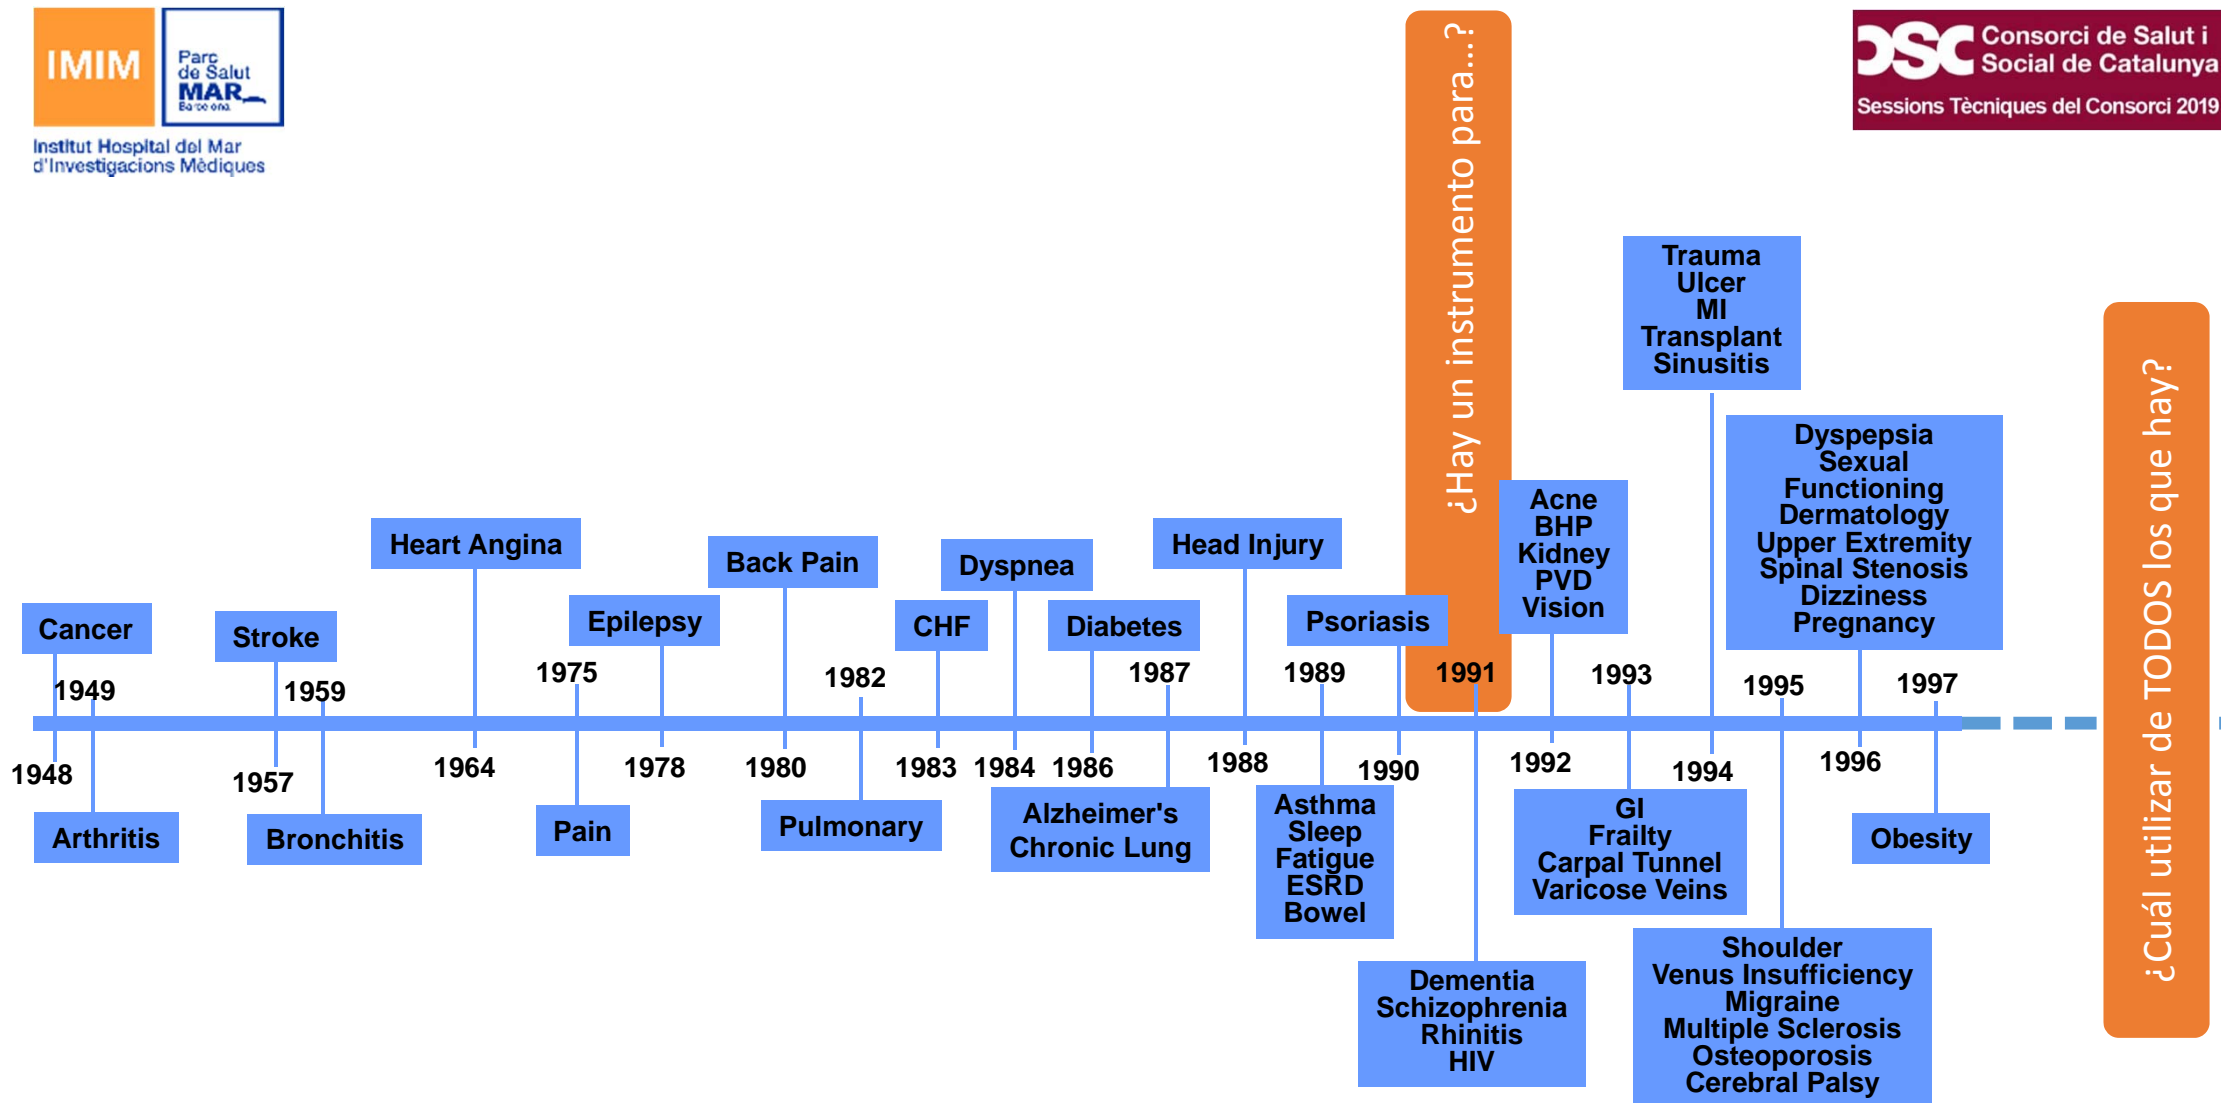 IMIM
Parc
de Salut
MAR
Barcelona
Institut Hospital del Mar
d'Investigacions Mèdiques
Consorci de Salut i
Social de Catalunya
Sessions Tècniques del Consorci 2019
¿Hay un instrumento para...?
¿Cuál utilizar de TODOS los que hay?
Trauma
Ulcer
MI
Transplant
Sinusitis
Dyspepsia
Sexual
Functioning
Dermatology
Upper Extremity
Spinal Stenosis
Dizziness
Pregnancy
Acne
BHP
Kidney
PVD
Vision
Heart Angina
Back Pain
Dyspnea
Head Injury
Cancer
Stroke
Epilepsy
CHF
Diabetes
Psoriasis
1949
1959
1975
1982
1987
1989
1991
1993
1995
1997
1948
1957
1964
1978
1980
1983
1984
1986
1988
1990
1992
1994
1996
Arthritis
Bronchitis
Pain
Pulmonary
Alzheimer's
Chronic Lung
Asthma
Sleep
Fatigue
ESRD
Bowel
GI
Frailty
Carpal Tunnel
Varicose Veins
Obesity
Dementia
Schizophrenia
Rhinitis
HIV
Shoulder
Venus Insufficiency
Migraine
Multiple Sclerosis
Osteoporosis
Cerebral Palsy